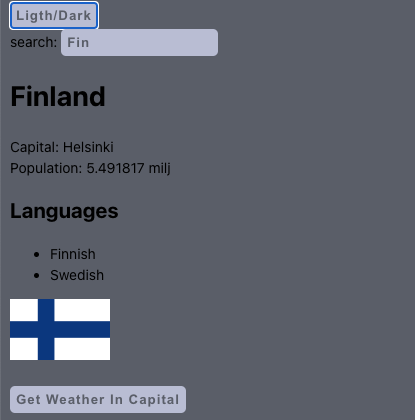 Ligth/Dark
search: Fin
Finland
Capital: Helsinki
Population: 5.491817 milj
Languages
• Finnish
• Swedish
Get Weather In Capital